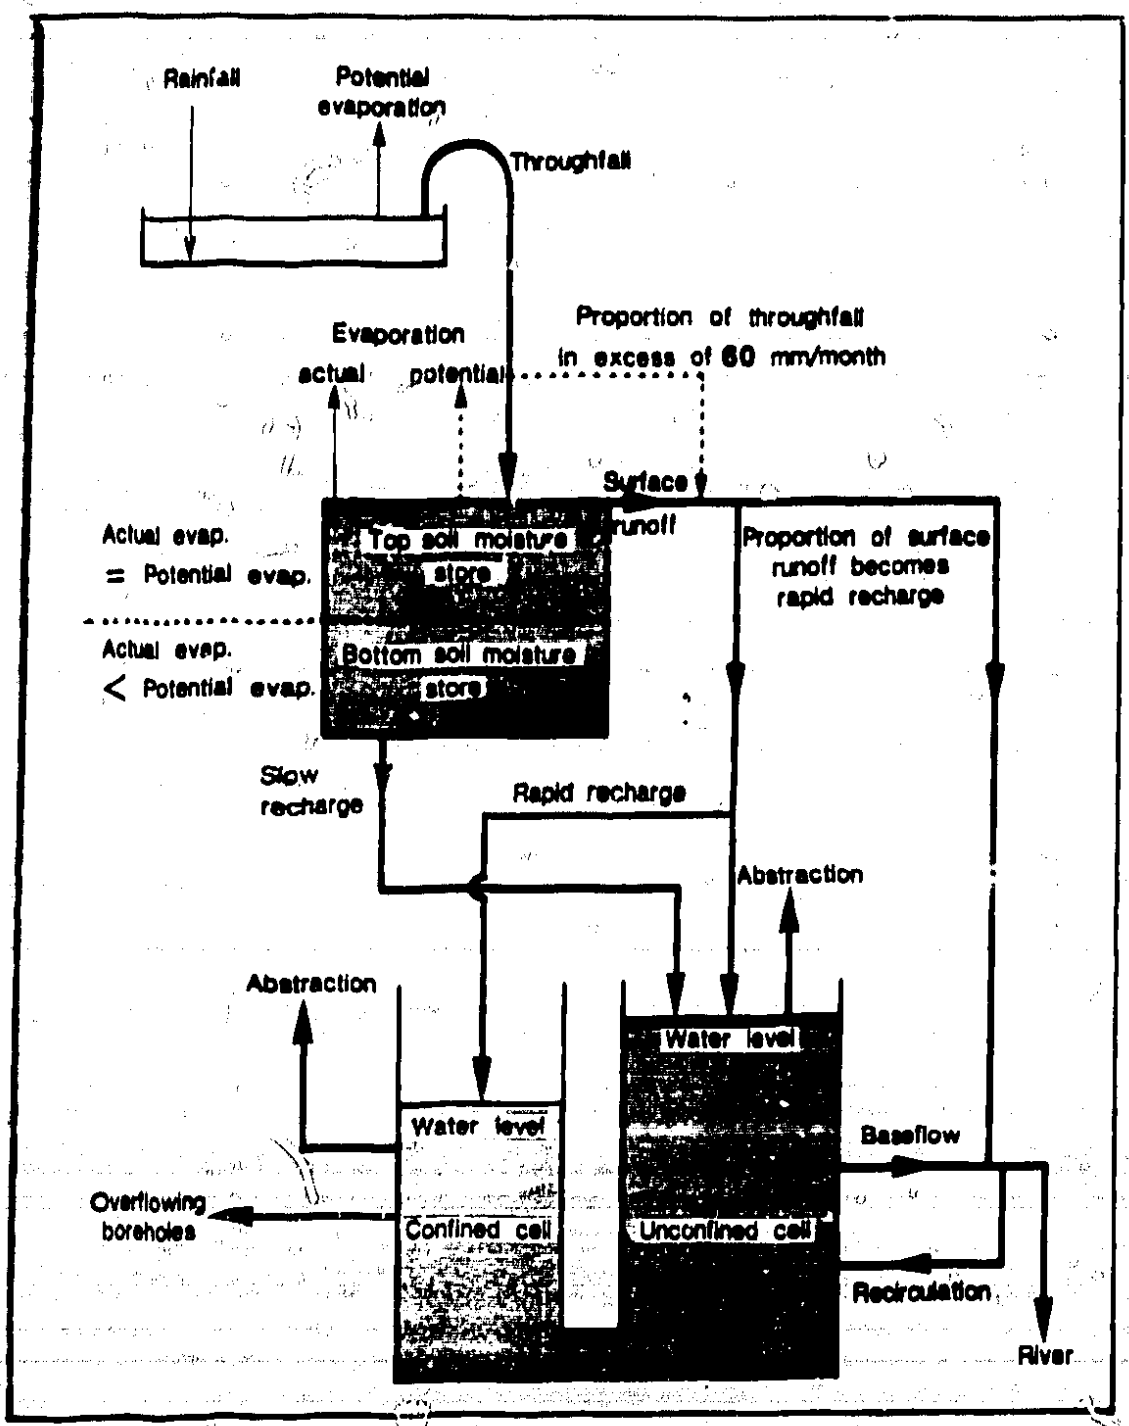 Rainfall
Potential
evaporation
Throughfall
Evaporation
actual potential
Proportion of throughfall
in excess of 60 mm/month
Surface
runoff
Actual evap.
= Potential evap.
Top soil moisture
store
Proportion of surface
runoff becomes
rapid recharge
Actual evap.
< Potential evap.
Bottom soil moisture
store
Slow
recharge
Rapid recharge
Abstraction
Abstraction
Water level
Water level
Baseflow
Overflowing
boreholes
Confined cell
Unconfined cell
Recirculation
River